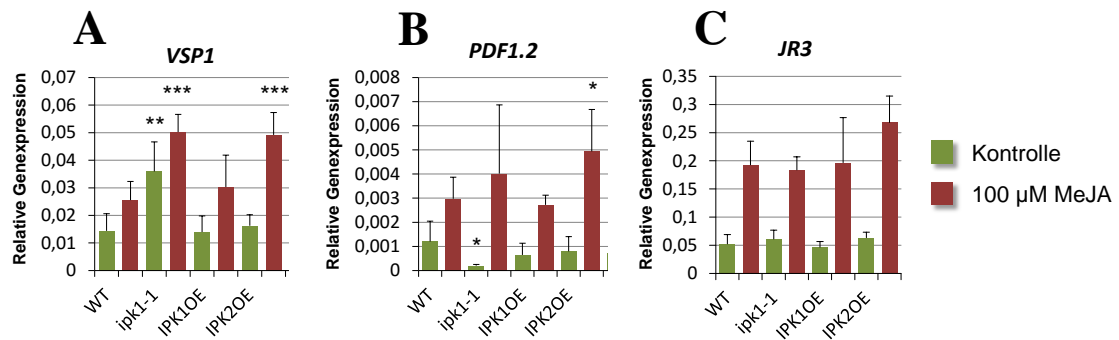 A
VSP1
Relative Genexpression
0,07
0,06
0,05
0,04
0,03
0,02
0,01
0
***
***
**
WT
ipk1-1
IPK1OE
IPK2OE
B
PDF1.2
Relative Genexpression
0,008
0,007
0,006
0,005
0,004
0,003
0,002
0,001
0
*
*
WT
ipk1-1
IPK1OE
IPK2OE
C
JR3
Relative Genexpression
0,35
0,3
0,25
0,2
0,15
0,1
0,05
0
WT
ipk1-1
IPK1OE
IPK2OE
Kontrolle
100 µM MeJA